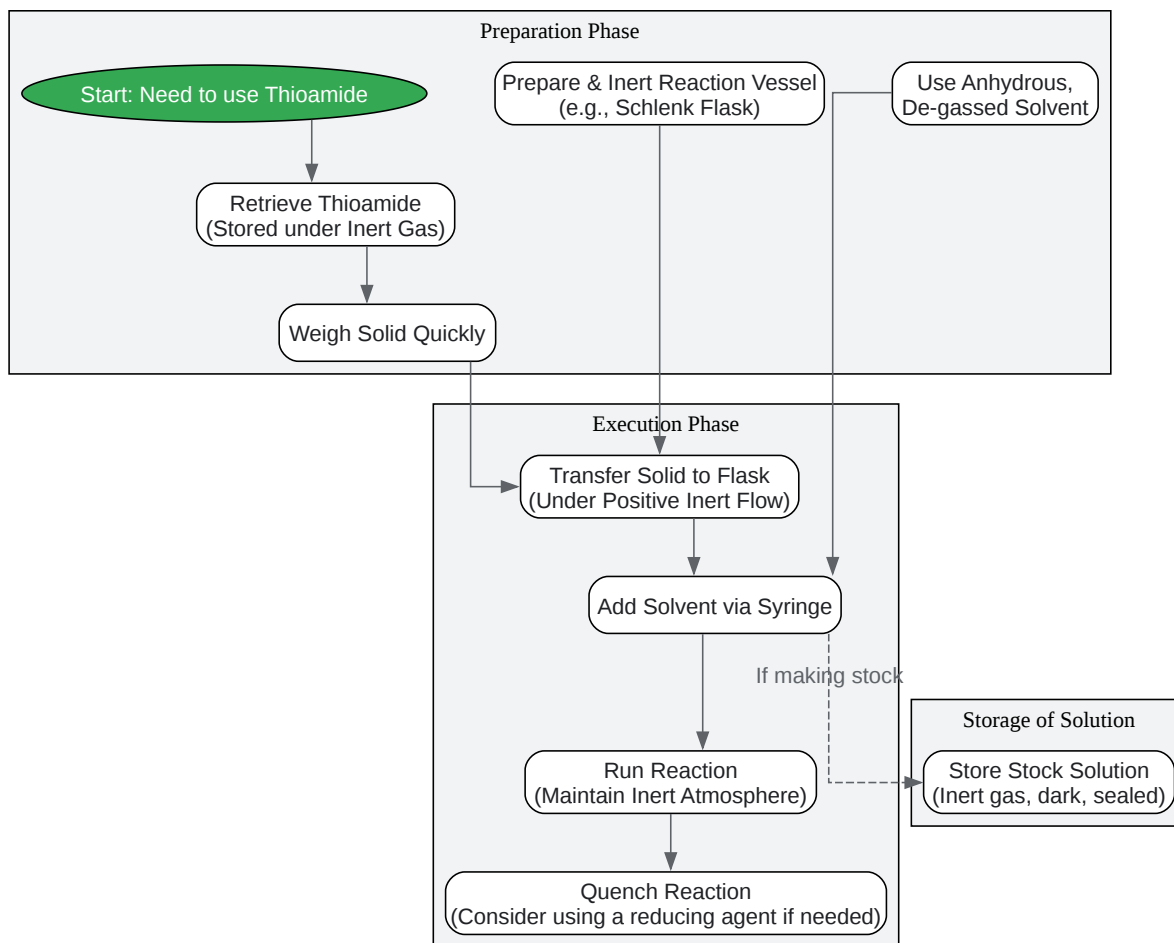 Preparation Phase
Start: Need to use Thioamide
Prepare & Inert Reaction Vessel
(e.g., Schlenk Flask)
Use Anhydrous,
De-gassed Solvent
Retrieve Thioamide
(Stored under Inert Gas)
Weigh Solid Quickly
Execution Phase
Transfer Solid to Flask
(Under Positive Inert Flow)
Add Solvent via Syringe
If making stock
Storage of Solution
Run Reaction
(Maintain Inert Atmosphere)
Store Stock Solution
(Inert gas, dark, sealed)
Quench Reaction
(Consider using a reducing agent if needed)